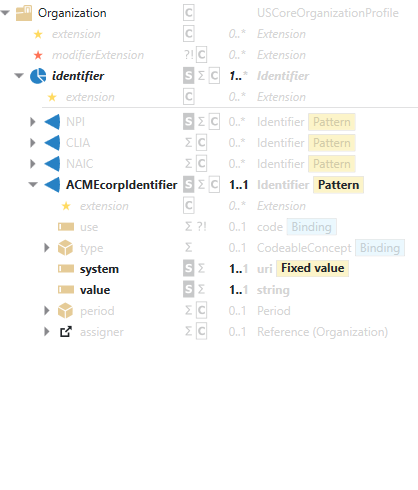 Organization C USCoreOrganizationProfile
extension C 0..* Extension
modifierExtension ?! C 0..* Extension
identifier S Σ C 1..* Identifier
extension C 0..* Extension
NPI S Σ C 0..* Identifier Pattern
CLIA Σ C 0..* Identifier Pattern
NAIC Σ C 0..* Identifier Pattern
ACMEcorpIdentifier S Σ C 1..1 Identifier Pattern
extension C 0..* Extension
use Σ ?! 0..1 code Binding
type Σ 0..1 CodeableConcept Binding
system S Σ 1..1 uri Fixed value
value S Σ 1..1 string
period Σ C 0..1 Period
assigner Σ C 0..1 Reference (Organization)